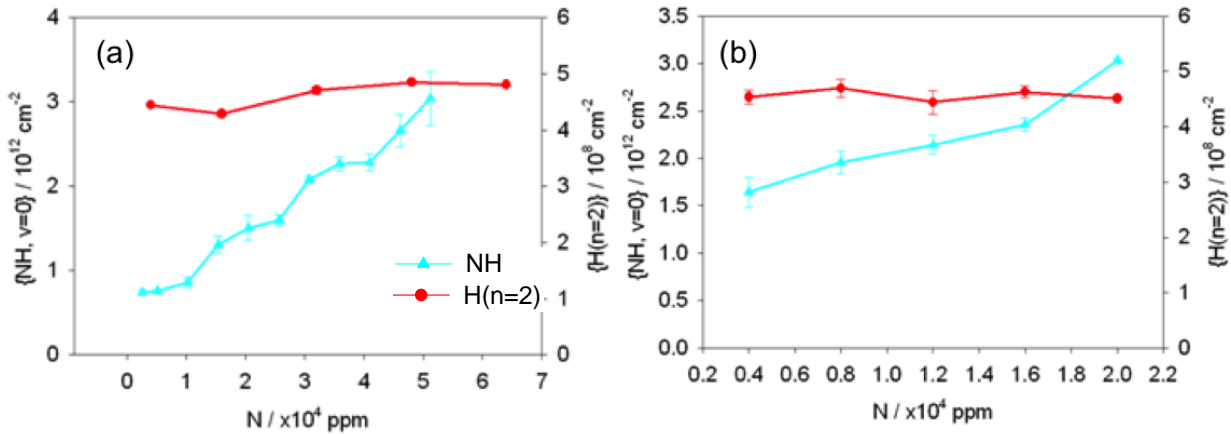 (a)
4
3
2
1
0
{NH, v=0} / 10¹² cm⁻²
6
5
4
3
2
1
0
{H(n=2)} / 10⁸ cm⁻²
NH
H(n=2)
0 1 2 3 4 5 6 7
N / x10⁴ ppm
(b)
3.5
3.0
2.5
2.0
1.5
1.0
0.5
0.0
{NH, v=0} / 10¹² cm⁻²
6
5
4
3
2
1
0
{H(n=2)} / 10⁸ cm⁻²
0.2 0.4 0.6 0.8 1.0 1.2 1.4 1.6 1.8 2.0 2.2
N / x10⁴ ppm